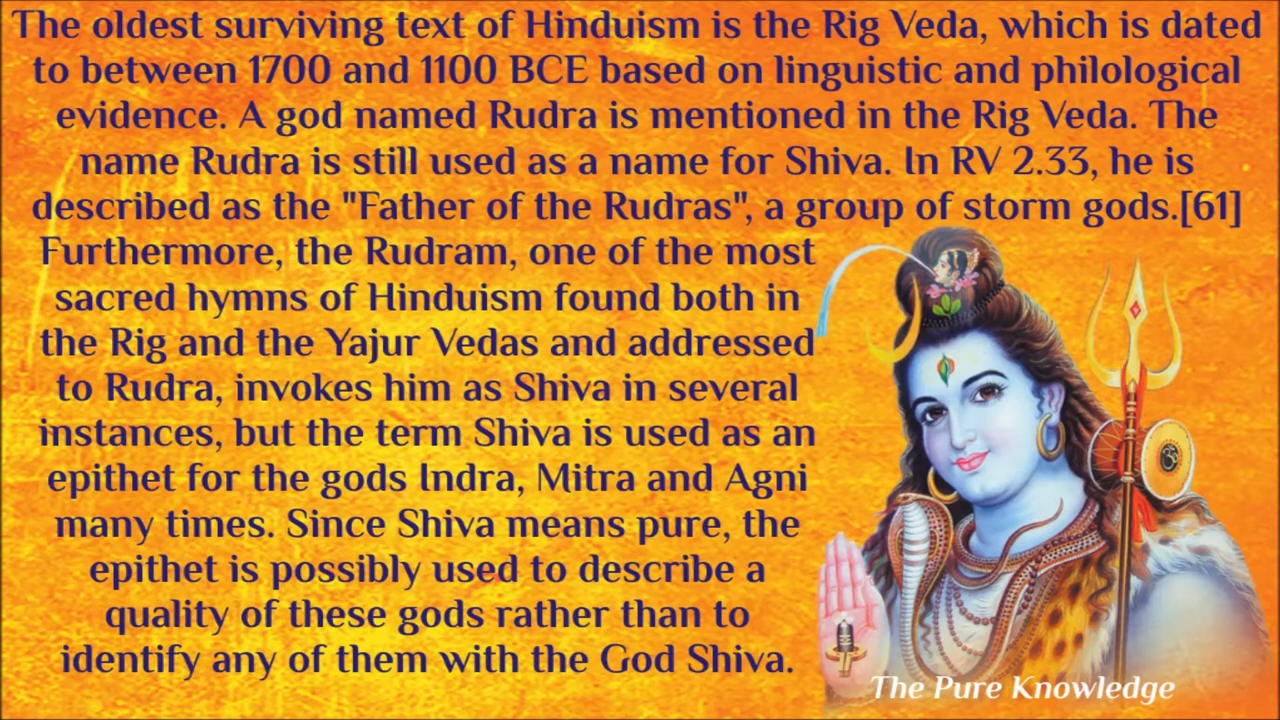 The oldest surviving text of Hinduism is the Rig Veda, which is dated
to between 1700 and 1100 BCE based on linguistic and philological
evidence. A god named Rudra is mentioned in the Rig Veda. The
name Rudra is still used as a name for Shiva. In RV 2.33, he is
described as the "Father of the Rudras", a group of storm gods.[61]
Furthermore, the Rudram, one of the most
sacred hymns of Hinduism found both in
the Rig and the Yajur Vedas and addressed
to Rudra, invokes him as Shiva in several
instances, but the term Shiva is used as an
epithet for the gods Indra, Mitra and Agni
many times. Since Shiva means pure, the
epithet is possibly used to describe a
quality of these gods rather than to
identify any of them with the God Shiva.
ॐ
The Pure Knowledge